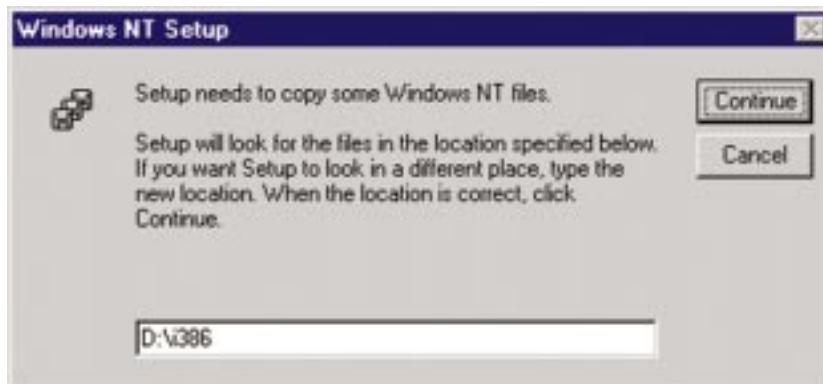 Windows NT Setup
Setup needs to copy some Windows NT files.
Setup will look for the files in the location specified below.
If you want Setup to look in a different place, type the
new location. When the location is correct, click
Continue.
D:\i386
Continue
Cancel